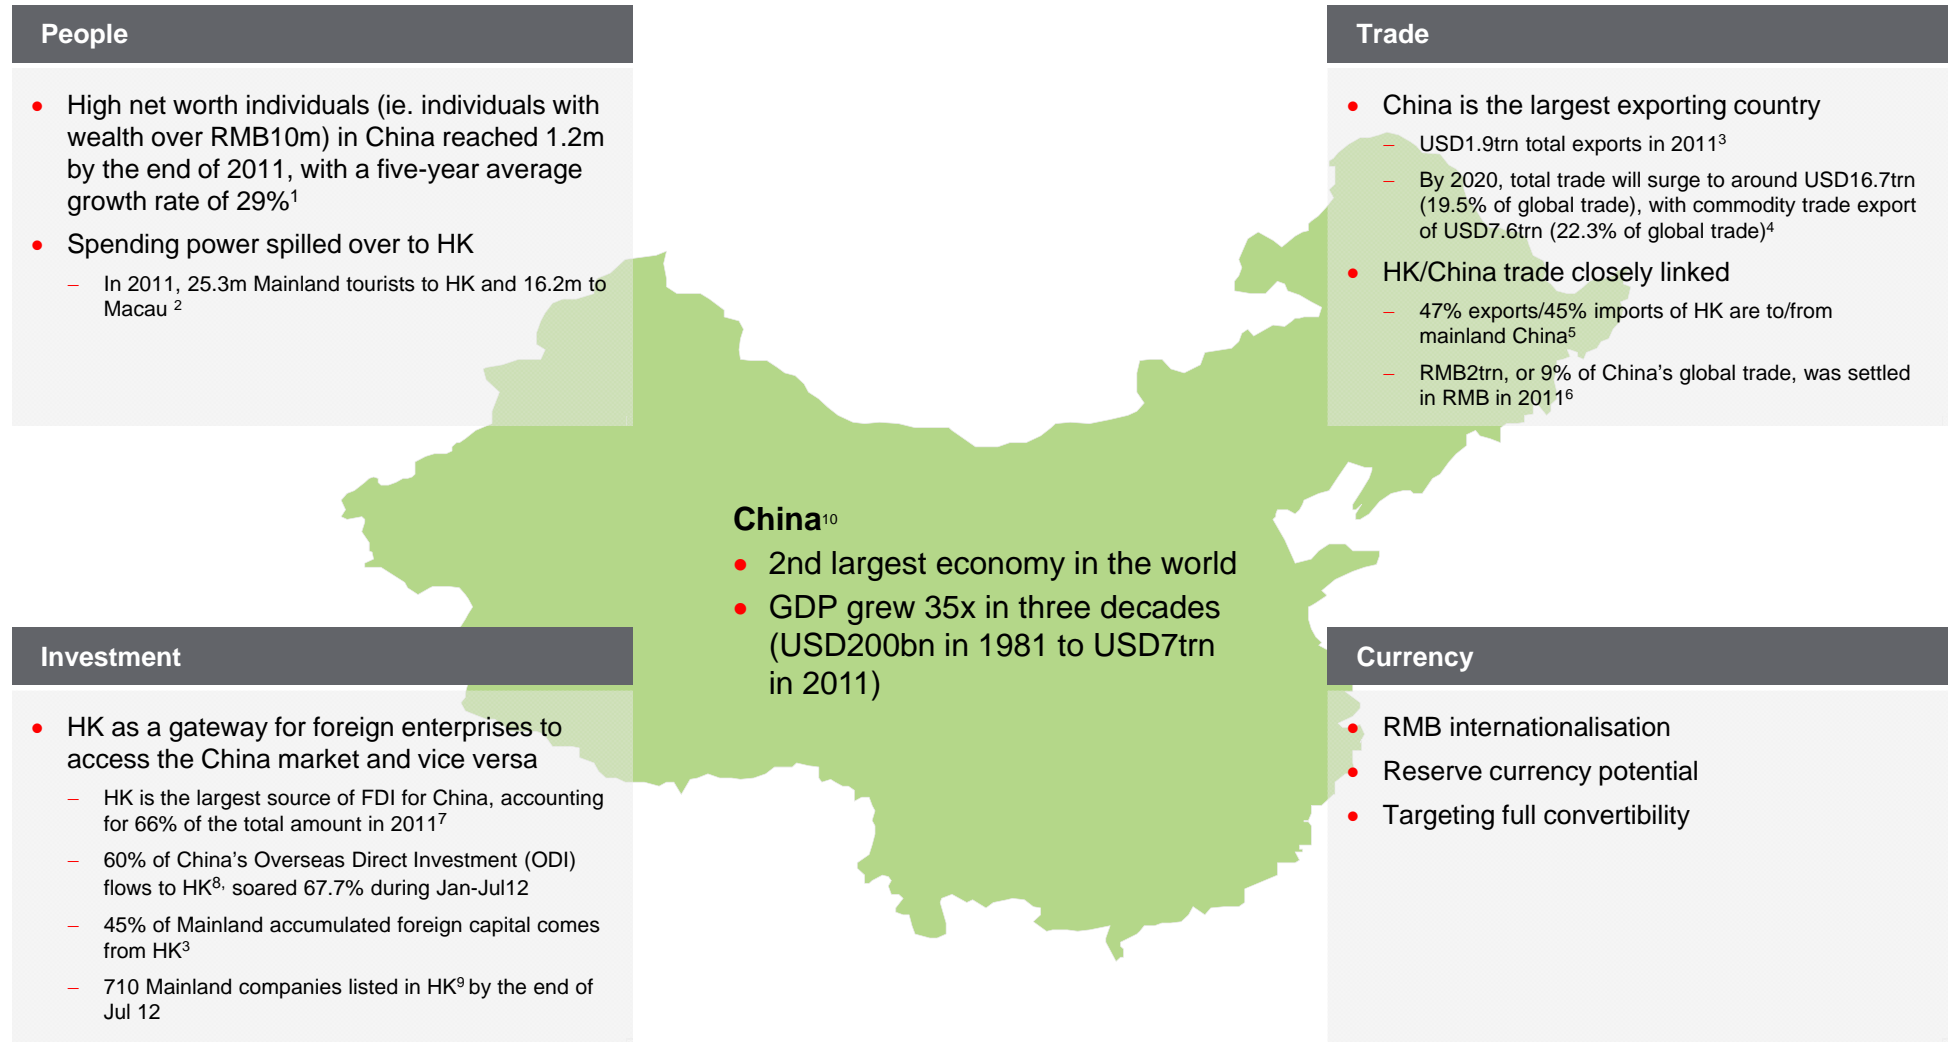 People
• High net worth individuals (ie. individuals with
wealth over RMB10m) in China reached 1.2m
by the end of 2011, with a five-year average
growth rate of 29%¹
• Spending power spilled over to HK
– In 2011, 25.3m Mainland tourists to HK and 16.2m to
Macau ²
Trade
• China is the largest exporting country
– USD1.9trn total exports in 2011³
– By 2020, total trade will surge to around USD16.7trn
(19.5% of global trade), with commodity trade export
of USD7.6trn (22.3% of global trade)⁴
• HK/China trade closely linked
– 47% exports/45% imports of HK are to/from
mainland China⁵
– RMB2trn, or 9% of China’s global trade, was settled
in RMB in 2011⁶
China¹⁰
• 2nd largest economy in the world
• GDP grew 35x in three decades
(USD200bn in 1981 to USD7trn
in 2011)
Investment
• HK as a gateway for foreign enterprises to
access the China market and vice versa
– HK is the largest source of FDI for China, accounting
for 66% of the total amount in 2011⁷
– 60% of China’s Overseas Direct Investment (ODI)
flows to HK⁸, soared 67.7% during Jan-Jul12
– 45% of Mainland accumulated foreign capital comes
from HK³
– 710 Mainland companies listed in HK⁹ by the end of
Jul 12
Currency
• RMB internationalisation
• Reserve currency potential
• Targeting full convertibility